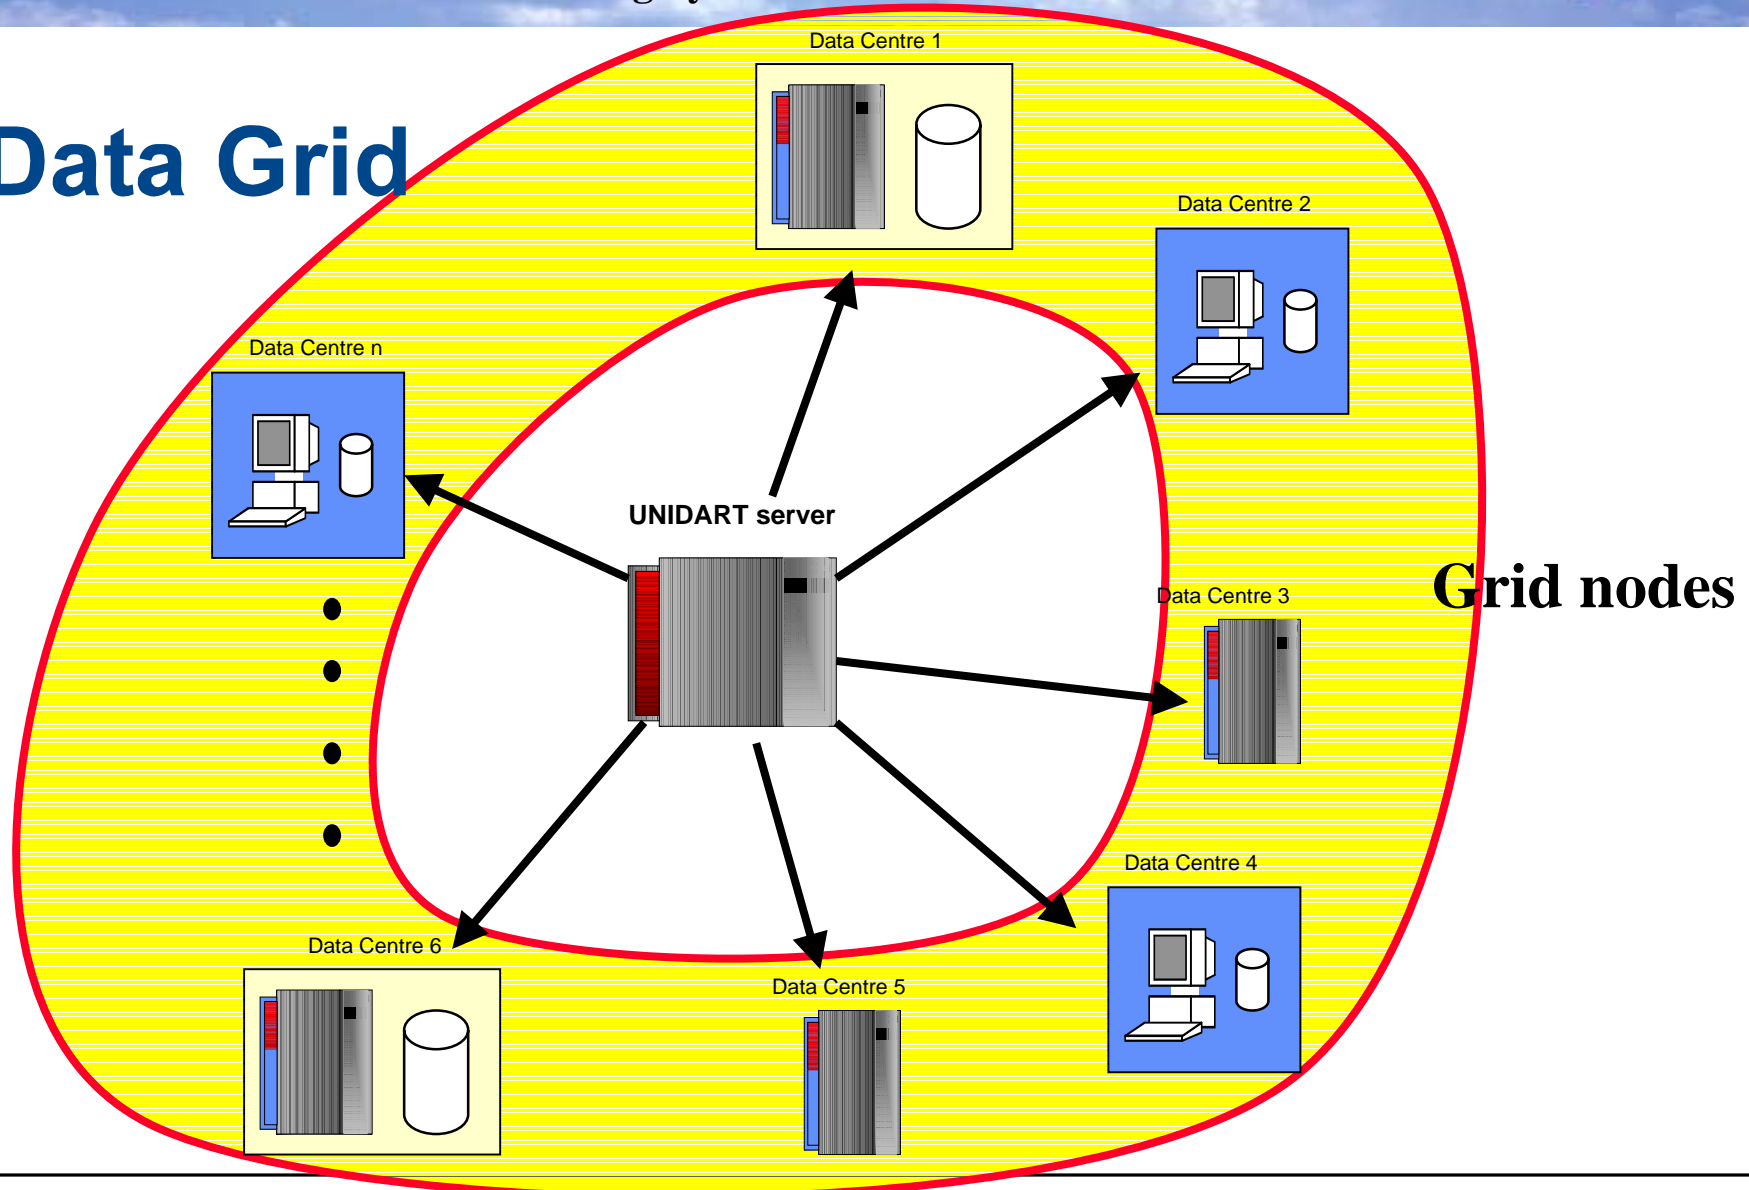 Data Centre 1
Data Grid
Data Centre 2
Data Centre n
UNIDART server
Grid nodes
Data Centre 3
Data Centre 4
Data Centre 6
Data Centre 5